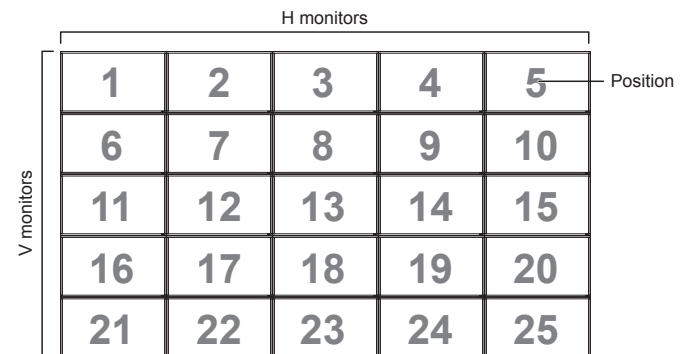 H monitors
1 2 3 4 5 Position
6 7 8 9 10
V monitors
11 12 13 14 15
16 17 18 19 20
21 22 23 24 25